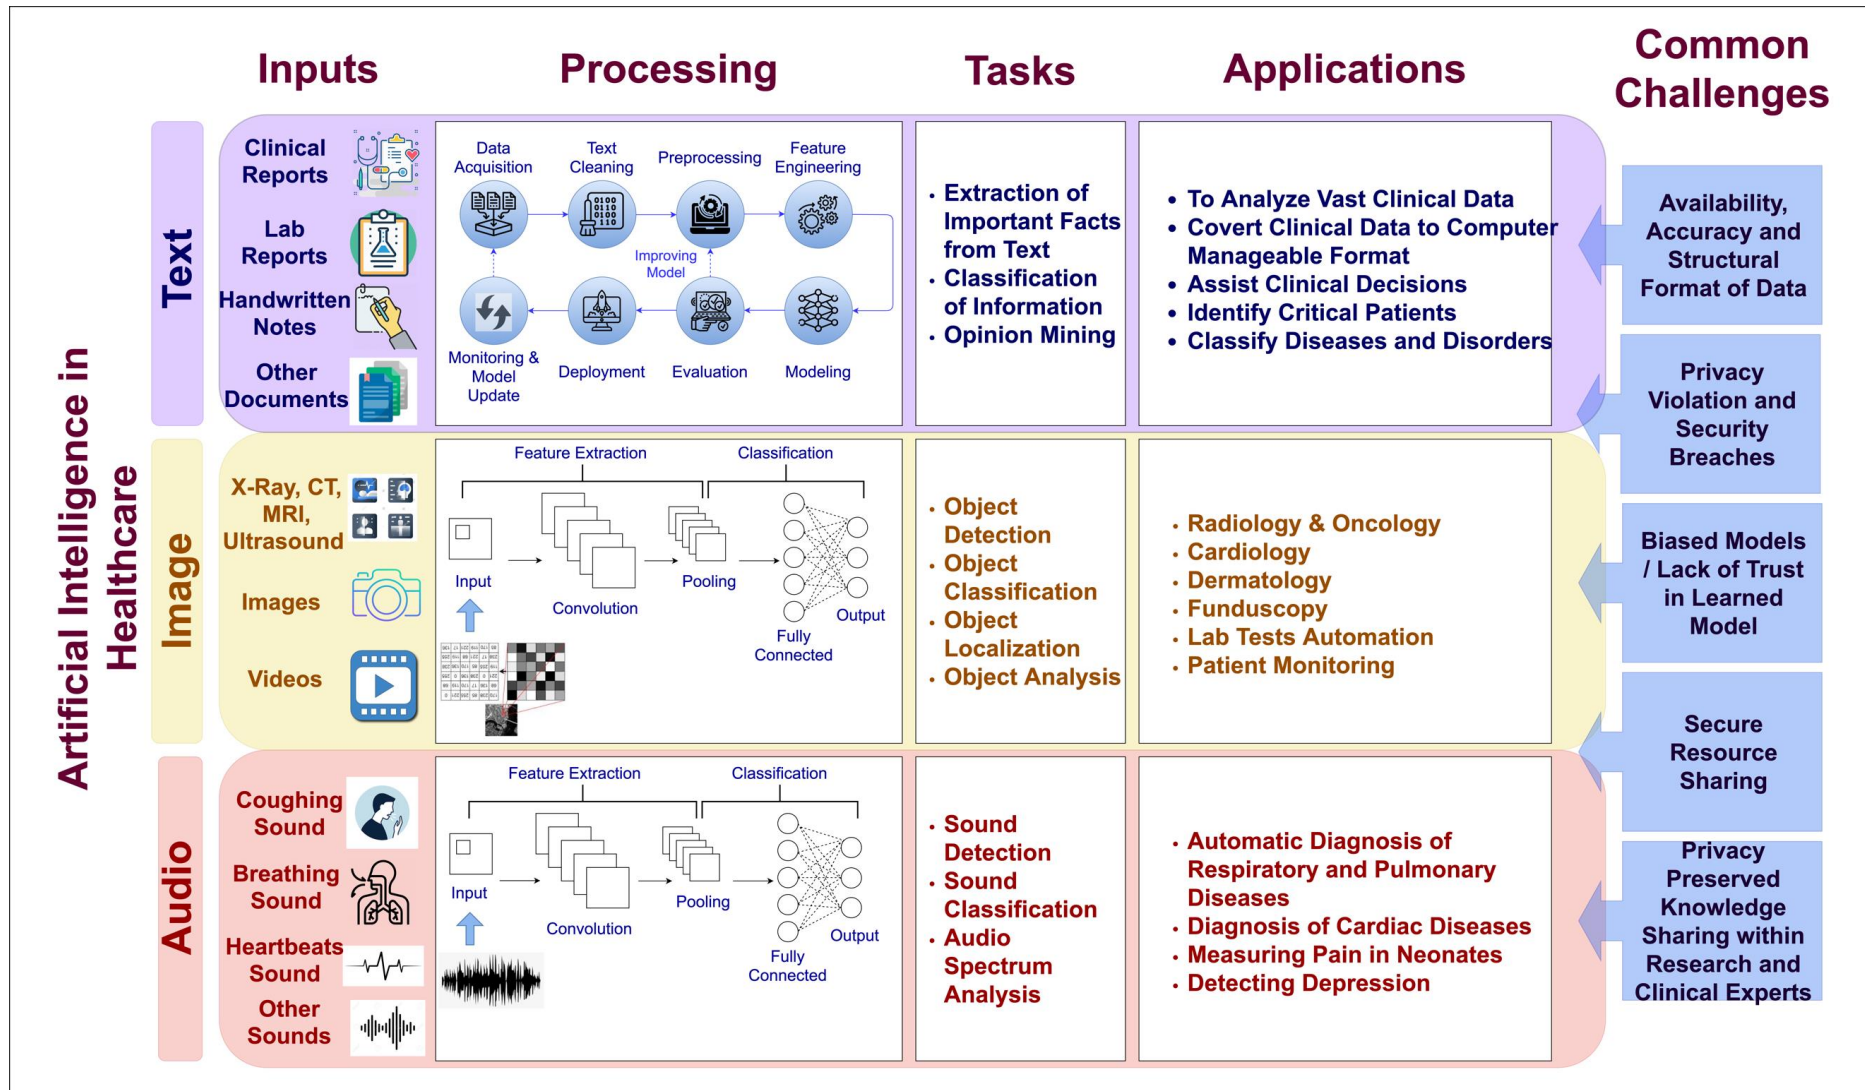 Inputs
Processing
Tasks
Applications
Common
Challenges
Artificial Intelligence in
Healthcare
Text
Clinical
Reports
Lab
Reports
Handwritten
Notes
Other
Documents
Data
Acquisition
Text
Cleaning
Preprocessing
Feature
Engineering
Improving
Model
Monitoring &
Model
Update
Deployment
Evaluation
Modeling
• Extraction of
Important Facts
from Text
• Classification
of Information
• Opinion Mining
• To Analyze Vast Clinical Data
• Covert Clinical Data to Computer
Manageable Format
• Assist Clinical Decisions
• Identify Critical Patients
• Classify Diseases and Disorders
Image
X-Ray, CT,
MRI,
Ultrasound
Images
Videos
Feature Extraction
Classification
Input
Convolution
Pooling
Fully
Connected
Output
• Object
Detection
• Object
Classification
• Object
Localization
• Object Analysis
• Radiology & Oncology
• Cardiology
• Dermatology
• Funduscopy
• Lab Tests Automation
• Patient Monitoring
Audio
Coughing
Sound
Breathing
Sound
Heartbeats
Sound
Other
Sounds
Feature Extraction
Classification
Input
Convolution
Pooling
Fully
Connected
Output
• Sound
Detection
• Sound
Classification
• Audio
Spectrum
Analysis
• Automatic Diagnosis of
Respiratory and Pulmonary
Diseases
• Diagnosis of Cardiac Diseases
• Measuring Pain in Neonates
• Detecting Depression
Availability,
Accuracy and
Structural
Format of Data
Privacy
Violation and
Security
Breaches
Biased Models
/ Lack of Trust
in Learned
Model
Secure
Resource
Sharing
Privacy
Preserved
Knowledge
Sharing within
Research and
Clinical Experts